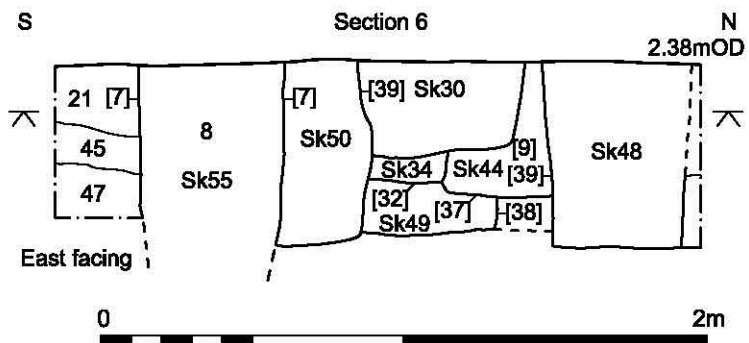 S Section 6 N
2.38mOD
21 [7] [7] [39] Sk30
8
45 Sk50 [9]
Sk34 Sk44 Sk48
47 Sk55 [39]
[32] [37] [38]
Sk49
East facing
0 2m